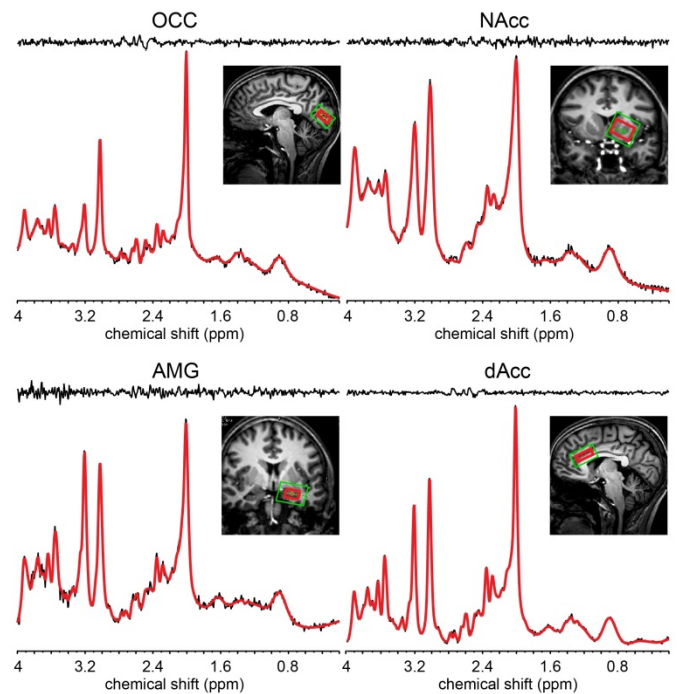 OCC
NAcc
4 3.2 2.4 1.6 0.8
chemical shift (ppm)
4 3.2 2.4 1.6 0.8
chemical shift (ppm)
AMG
dAcc
4 3.2 2.4 1.6 0.8
chemical shift (ppm)
4 3.2 2.4 1.6 0.8
chemical shift (ppm)